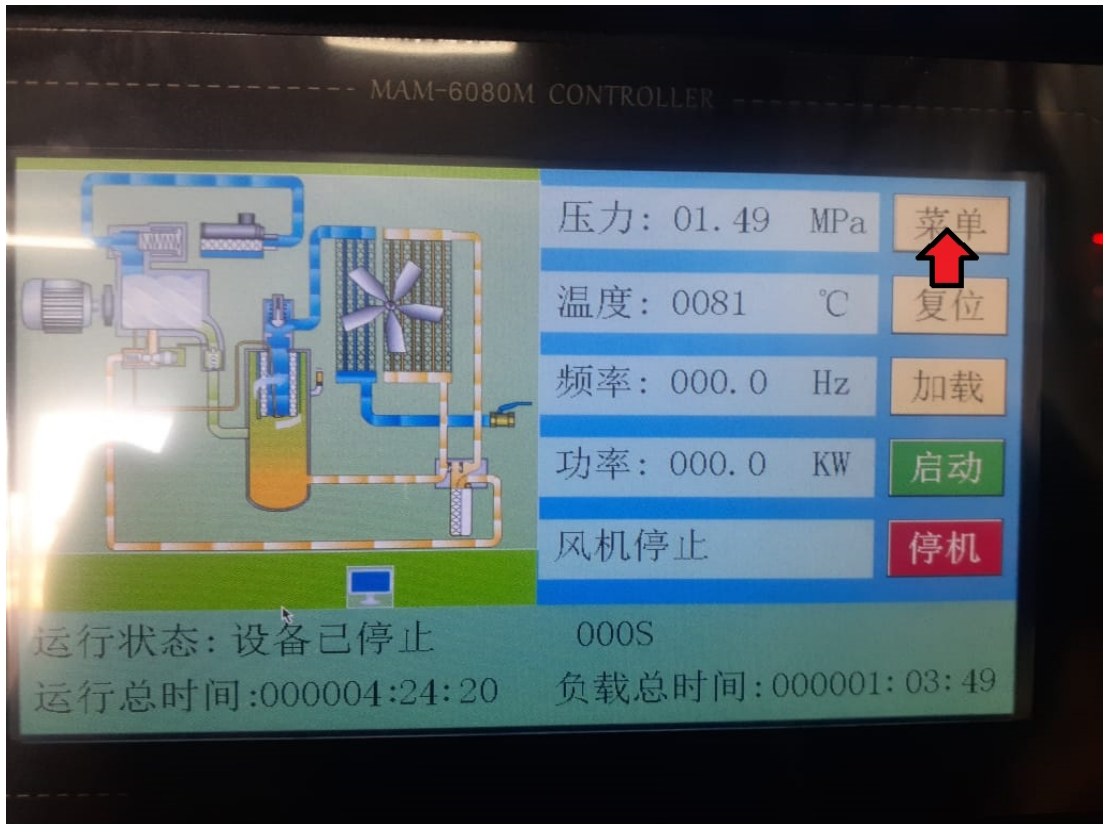 MAM-6080M CONTROLLER
压力: 01.49 MPa
菜单
温度: 0081 ℃
复位
频率: 000.0 Hz
加载
功率: 000.0 KW
启动
风机停止
停机
运行状态: 设备已停止 000S
运行总时间:000004:24:20 负载总时间:000001:03:49